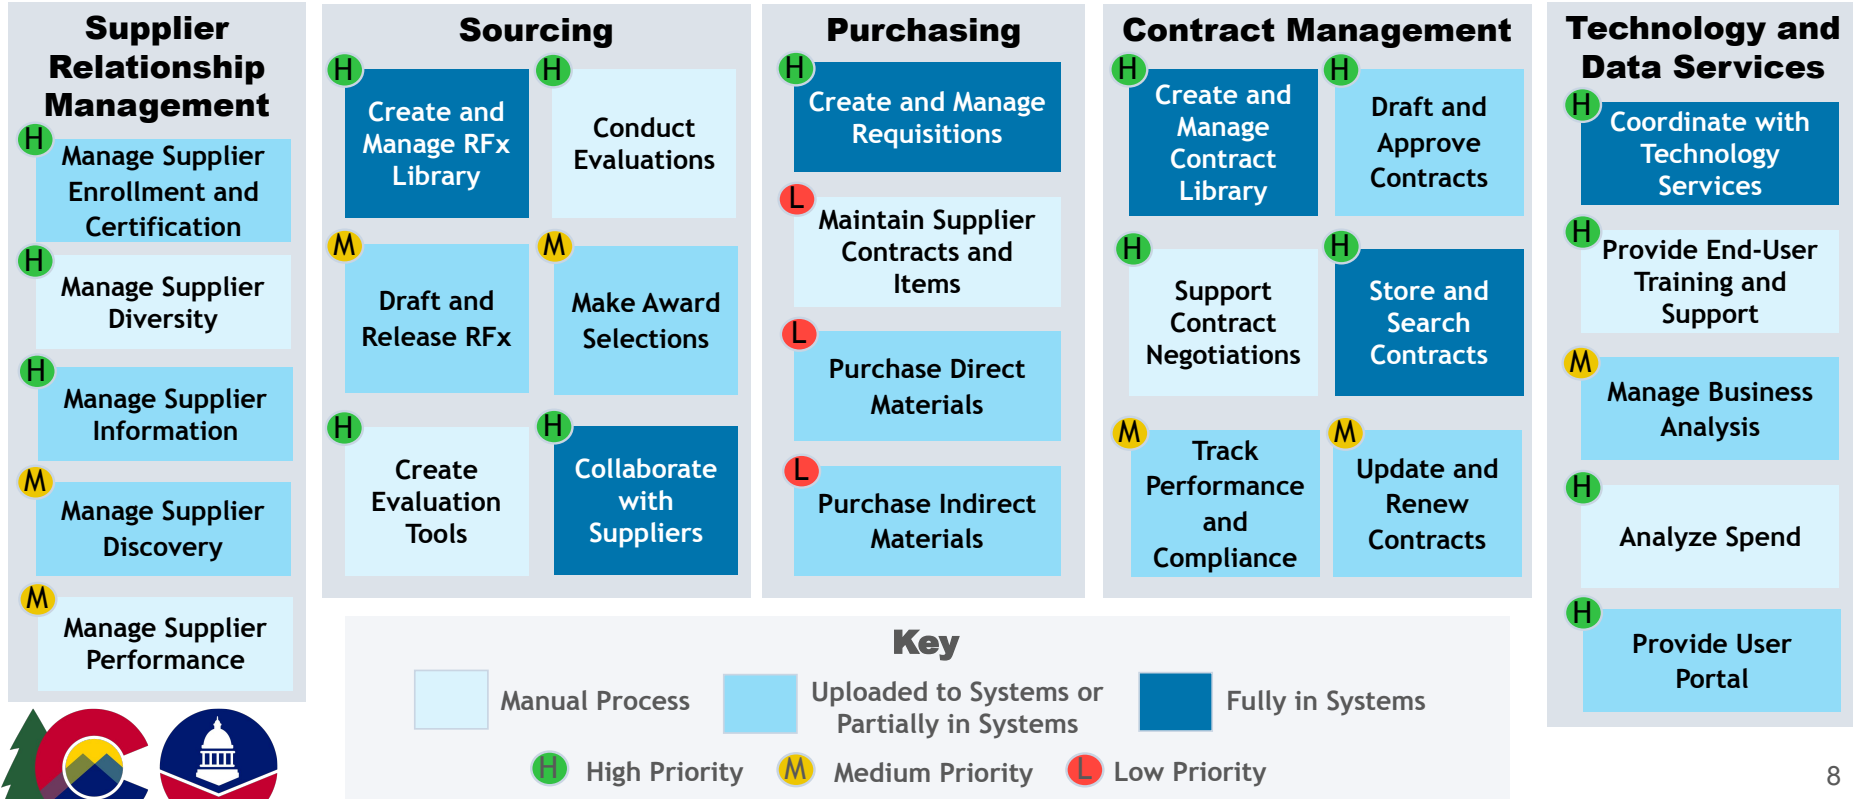 Supplier
Relationship
Management
H
Manage Supplier
Enrollment and
Certification
H
Manage Supplier
Diversity
H
Manage Supplier
Information
M
Manage Supplier
Discovery
M
Manage Supplier
Performance
Sourcing
H
Create and
Manage RFx
Library
H
Conduct
Evaluations
M
Draft and
Release RFx
M
Make Award
Selections
H
Create
Evaluation
Tools
H
Collaborate
with
Suppliers
Purchasing
H
Create and Manage
Requisitions
L
Maintain Supplier
Contracts and
Items
L
Purchase Direct
Materials
L
Purchase Indirect
Materials
Contract Management
H
Create and
Manage
Contract
Library
H
Draft and
Approve
Contracts
H
Support
Contract
Negotiations
H
Store and
Search
Contracts
M
Track
Performance
and
Compliance
M
Update and
Renew
Contracts
Technology and
Data Services
H
Coordinate with
Technology
Services
H
Provide End-User
Training and
Support
M
Manage Business
Analysis
H
Analyze Spend
H
Provide User
Portal
Key
Manual Process
Uploaded to Systems or
Partially in Systems
Fully in Systems
H High Priority
M Medium Priority
L Low Priority
8